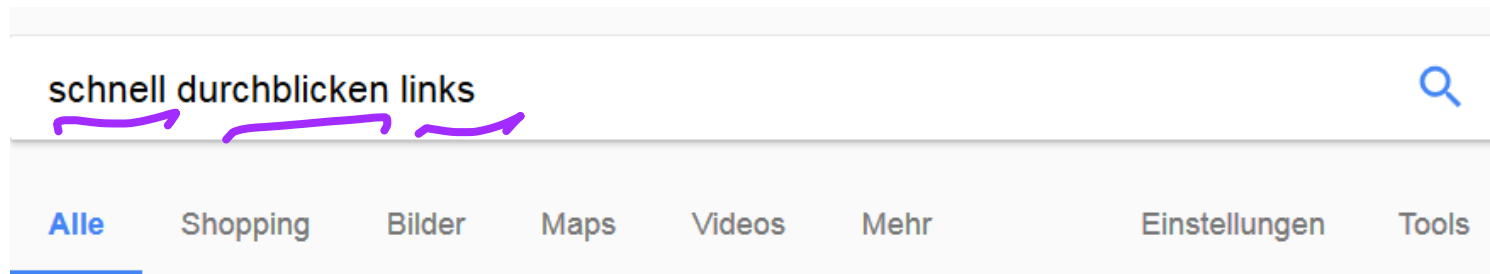 schnell durchblicken links
Alle Shopping Bilder Maps Videos Mehr Einstellungen Tools